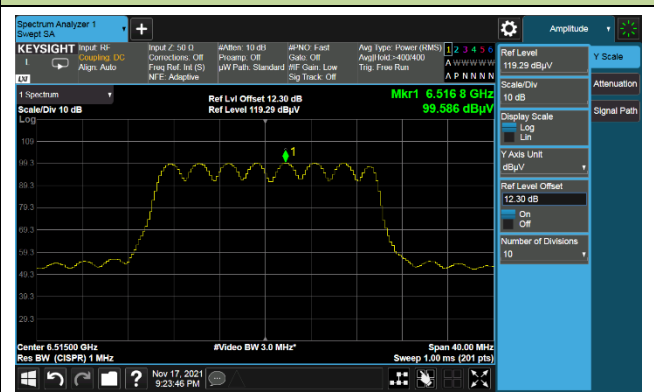 Spectrum Analyzer 1
Swept SA
Amplitude
KEYSIGHT
L
Input: RF
Coupling: DC
Align: Auto
Input Z: 50 Ω
Corrections: Off
Freq Ref: Int (S)
NFE: Adaptive
#Atten: 10 dB
Preamp: Off
µW Path: Standard
#PNO: Fast
Gate: Off
#IF Gain: Low
Sig Track: Off
Avg Type: Power (RMS)
Avg|Hold:>400/400
Trig: Free Run
1 2 3 4 5 6
A W W W W W
A P N N N N
1 Spectrum
Scale/Div 10 dB
Log
Ref Lvl Offset 12.30 dB
Ref Level 119.29 dBµV
Mkr1 6.516 8 GHz
99.586 dBµV
1
109
99.3
89.3
79.3
69.3
59.3
49.3
39.3
29.3
Center 6.51500 GHz
Res BW (CISPR) 1 MHz
#Video BW 3.0 MHz*
Span 40.00 MHz
Sweep 1.00 ms (201 pts)
Ref Level
119.29 dBµV
Scale/Div
10 dB
Display Scale
Log
Lin
Y Axis Unit
dBµV
Ref Level Offset
12.30 dB
On
Off
Number of Divisions
10
Y Scale
Attenuation
Signal Path
?
Nov 17, 2021
9:23:46 PM